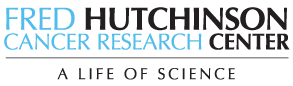 FRED HUTCHINSON
CANCER RESEARCH CENTER
A LIFE OF SCIENCE